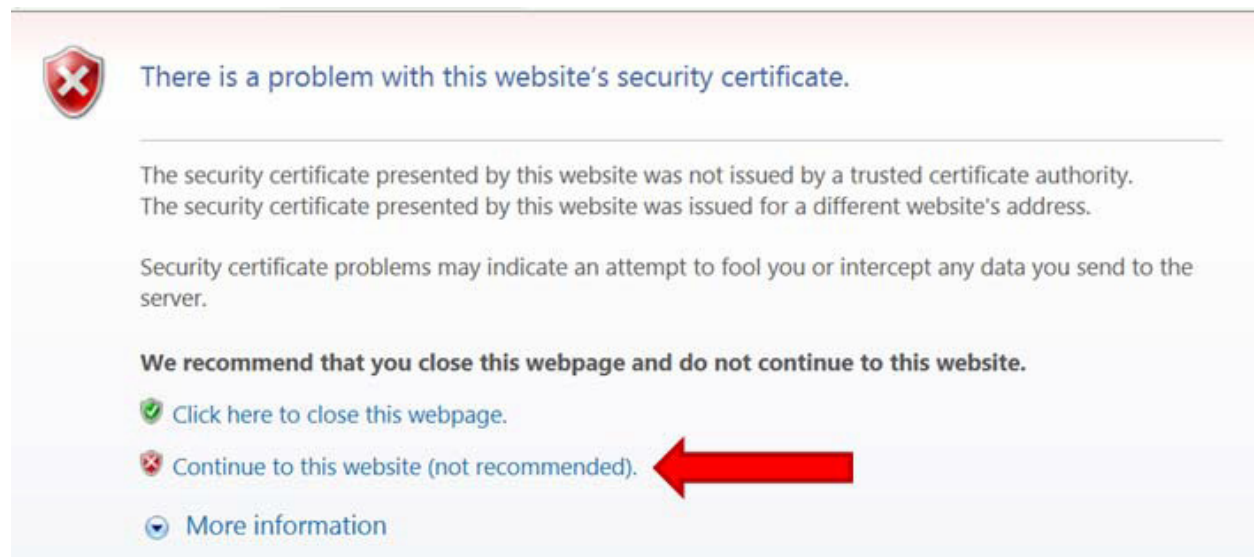 There is a problem with this website's security certificate.
The security certificate presented by this website was not issued by a trusted certificate authority.
The security certificate presented by this website was issued for a different website's address.
Security certificate problems may indicate an attempt to fool you or intercept any data you send to the
server.
We recommend that you close this webpage and do not continue to this website.
Click here to close this webpage.
Continue to this website (not recommended).
More information